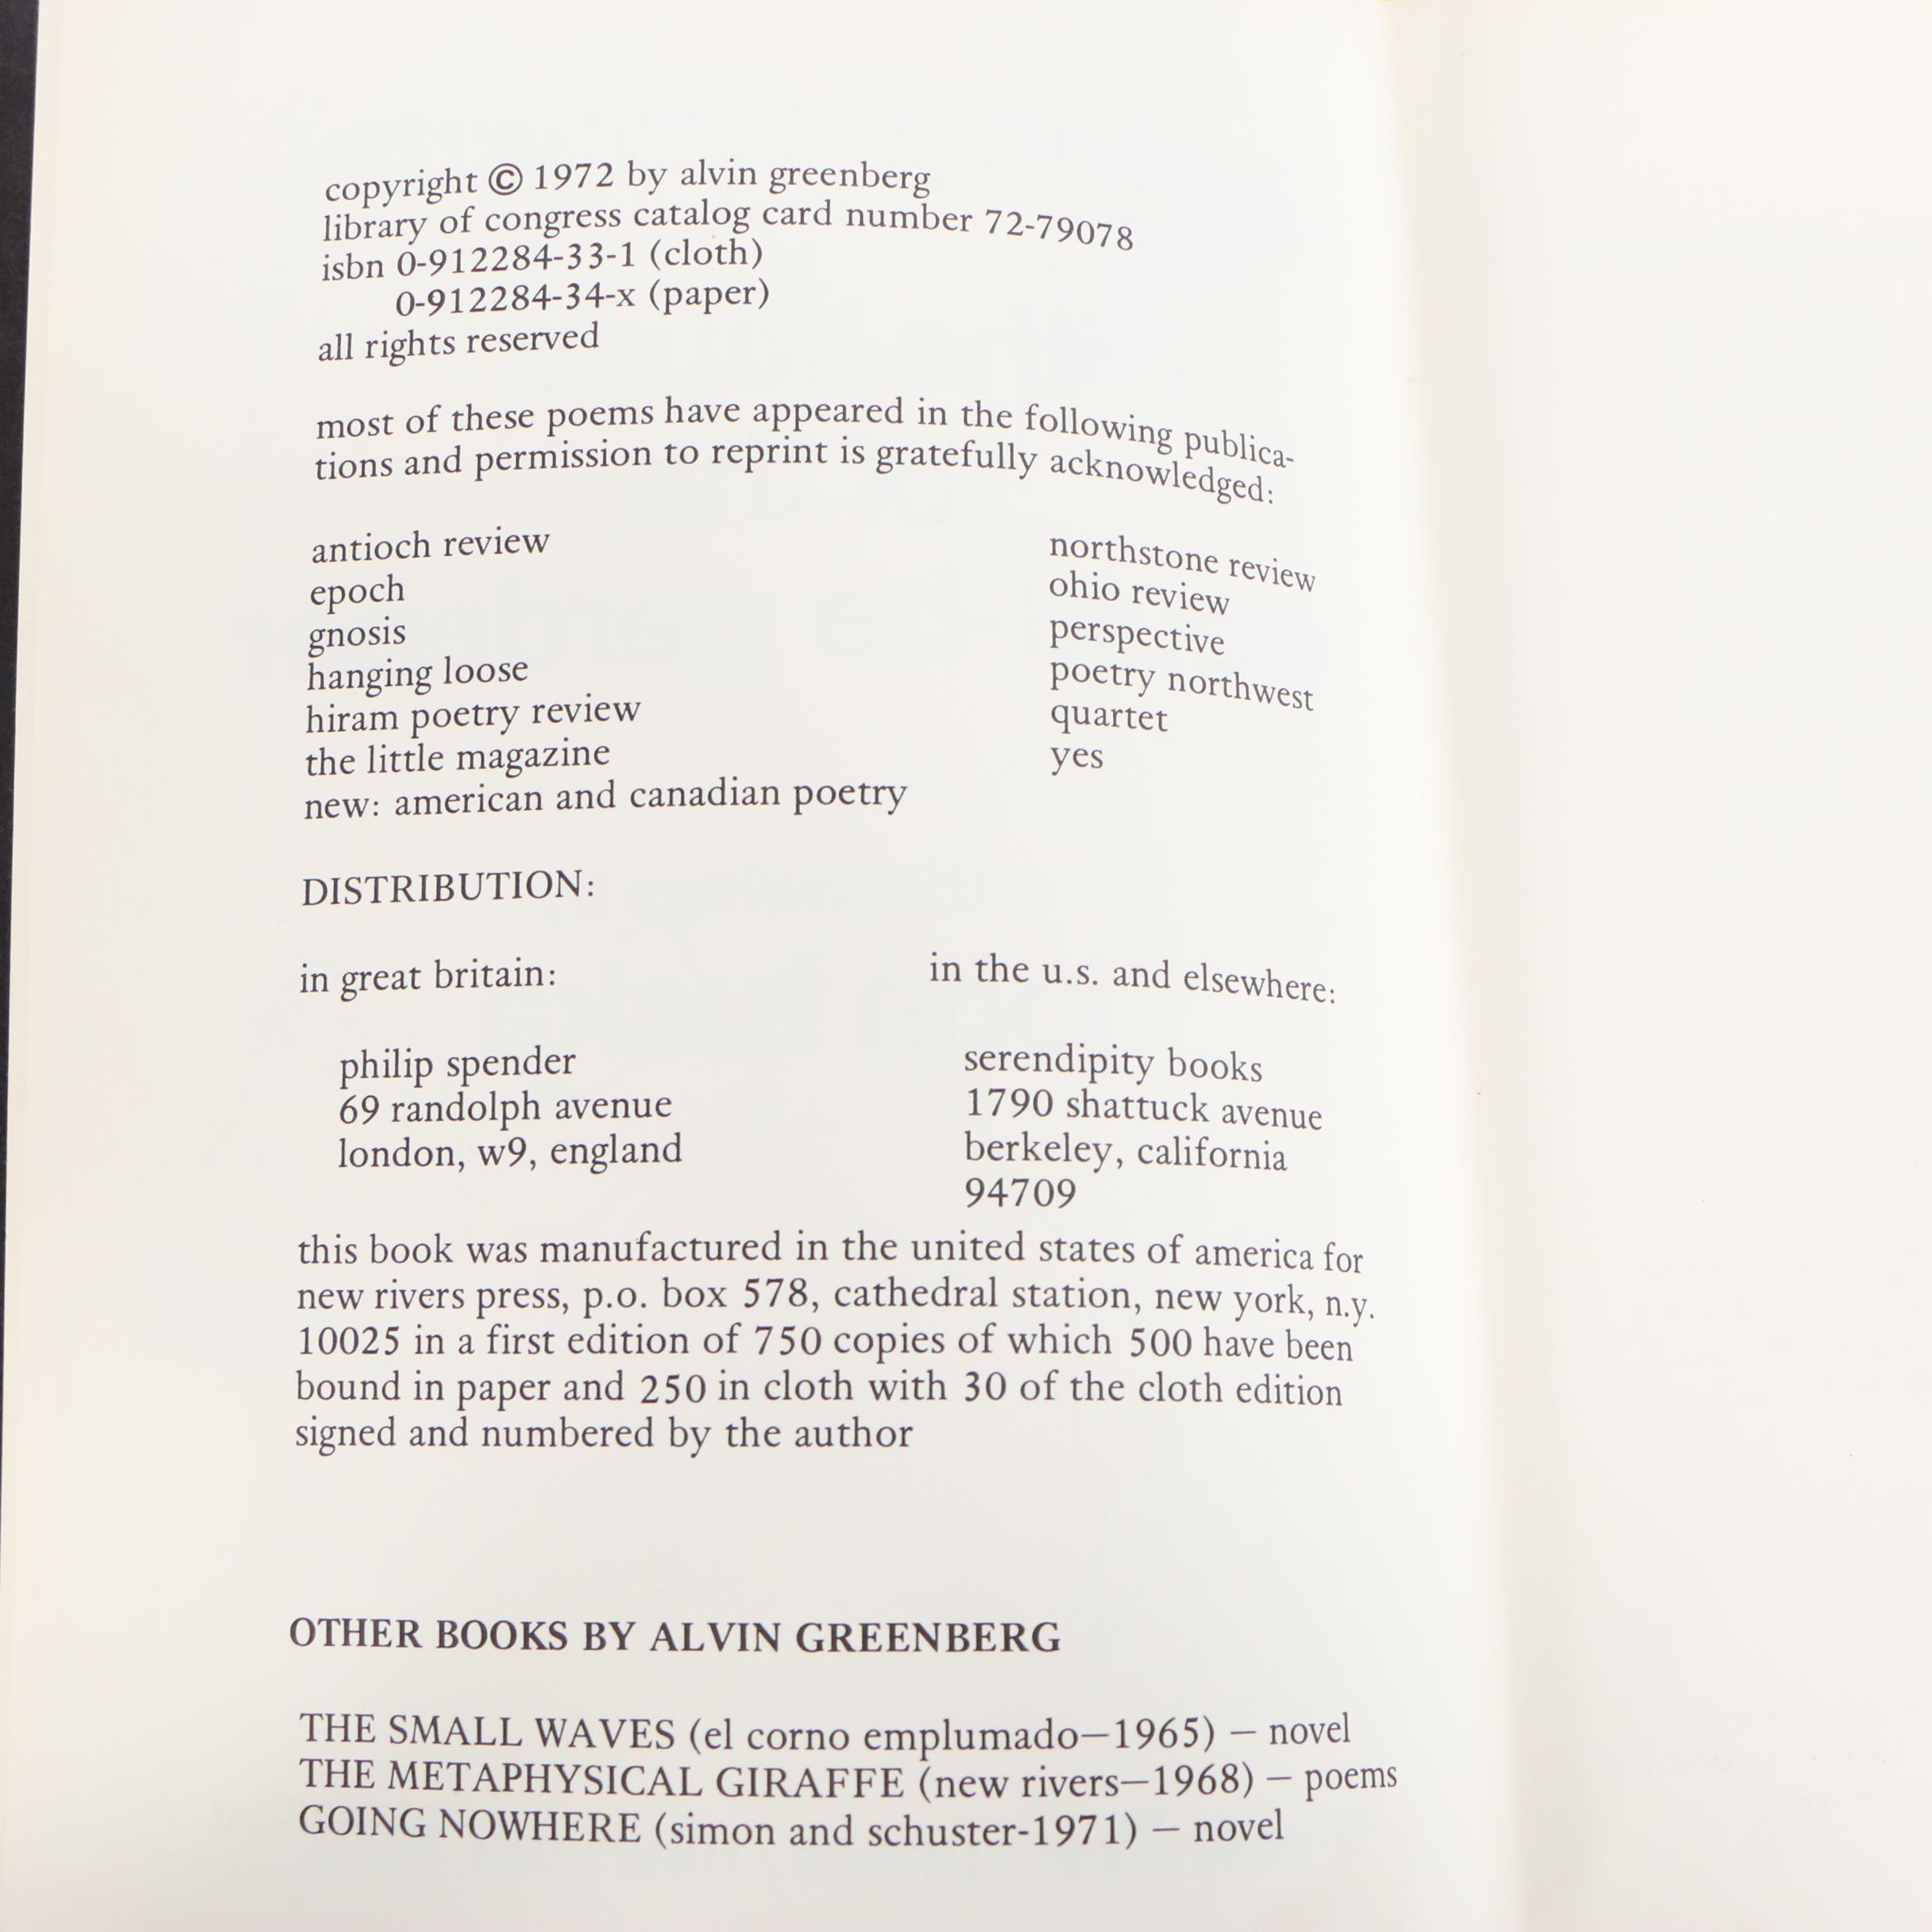 copyright © 1972 by alvin greenberg
library of congress catalog card number 72-79078
isbn 0-912284-33-1 (cloth)
0-912284-34-x (paper)
all rights reserved
most of these poems have appeared in the following publica-
tions and permission to reprint is gratefully acknowledged:
antioch review
epoch
gnosis
hanging loose
hiram poetry review
the little magazine
new: american and canadian poetry
northstone review
ohio review
perspective
poetry northwest
quartet
yes
DISTRIBUTION:
in great britain:
philip spender
69 randolph avenue
london, w9, england
in the u.s. and elsewhere:
serendipity books
1790 shattuck avenue
berkeley, california
94709
this book was manufactured in the united states of america for
new rivers press, p.o. box 578, cathedral station, new york, n.y.
10025 in a first edition of 750 copies of which 500 have been
bound in paper and 250 in cloth with 30 of the cloth edition
signed and numbered by the author
OTHER BOOKS BY ALVIN GREENBERG
THE SMALL WAVES (el corno emplumado—1965) — novel
THE METAPHYSICAL GIRAFFE (new rivers—1968) — poems
GOING NOWHERE (simon and schuster-1971) — novel